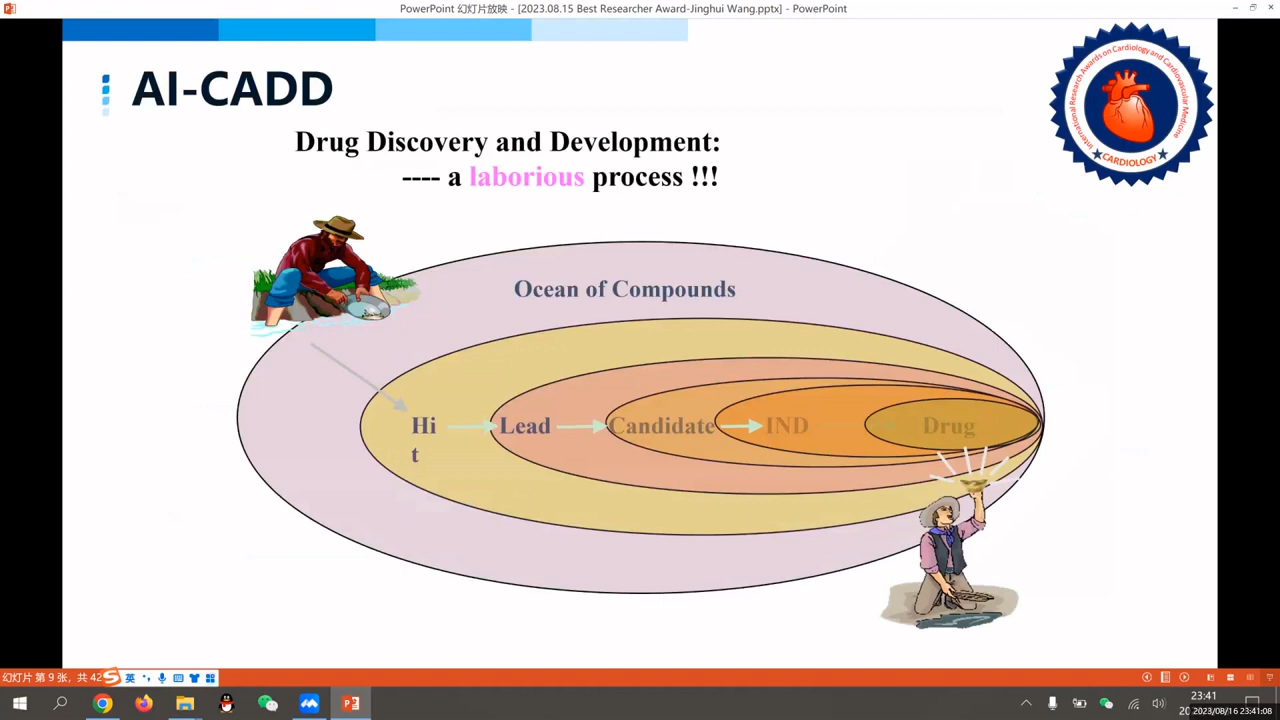 PowerPoint 幻灯片放映 - [2023.08.15 Best Researcher Award-Jinghui Wang.pptx] - PowerPoint
AI-CADD
International Research Awards on Cardiology and Cardiovascular Medicine
CARDIOLOGY
Drug Discovery and Development:
---- a laborious process !!!
Ocean of Compounds
Hi
t
Lead
Candidate
IND
Drug
幻灯片 第 9 张，共 42
英
23:41
2023/08/16 23:41:08